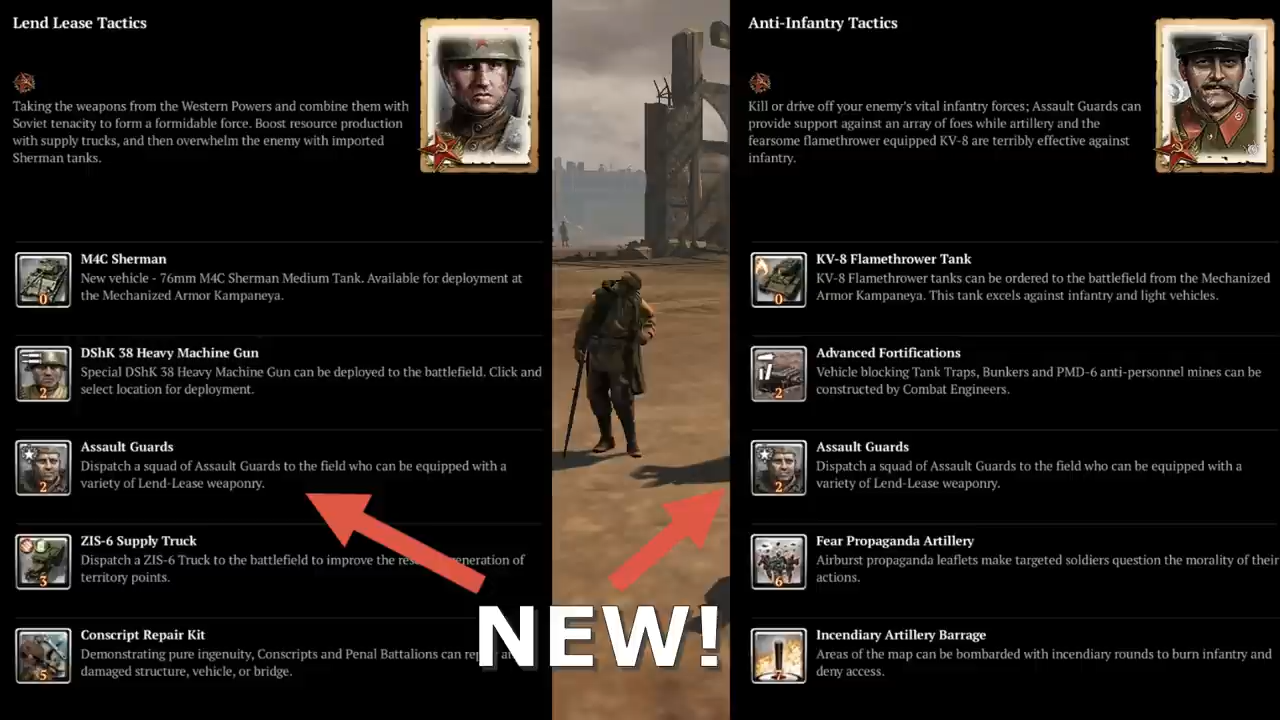 Lend Lease Tactics
Taking the weapons from the Western Powers and combine them with
Soviet tenacity to form a formidable force. Boost resource production
with supply trucks, and then overwhelm the enemy with imported
Sherman tanks.
M4C Sherman
New vehicle - 76mm M4C Sherman Medium Tank. Available for deployment at
the Mechanized Armor Kampaneya.
0
DShK 38 Heavy Machine Gun
Special DShK 38 Heavy Machine Gun can be deployed to the battlefield. Click and
select location for deployment.
2
Assault Guards
Dispatch a squad of Assault Guards to the field who can be equipped with a
variety of Lend-Lease weaponry.
2
ZIS-6 Supply Truck
Dispatch a ZIS-6 Truck to the battlefield to improve the eneration of
territory points.
3
Conscript Repair Kit
Demonstrating pure ingenuity, Conscripts and Penal Battalions can
damaged structure, vehicle, or bridge.
5
Anti-Infantry Tactics
Kill or drive off your enemy's vital infantry forces; Assault Guards can
provide support against an array of foes while artillery and the
fearsome flamethrower equipped KV-8 are terribly effective against
infantry.
KV-8 Flamethrower Tank
KV-8 Flamethrower tanks can be ordered to the battlefield from the Mechanized
Armor Kampaneya. This tank excels against infantry and light vehicles.
0
Advanced Fortifications
Vehicle blocking Tank Traps, Bunkers and PMD-6 anti-personnel mines can be
constructed by Combat Engineers.
2
Assault Guards
Dispatch a squad of Assault Guards to the field who can be equipped with a
variety of Lend-Lease weaponry.
2
Fear Propaganda Artillery
Airburst propaganda leaflets make targeted soldiers question the morality of their
actions.
6
Incendiary Artillery Barrage
Areas of the map can be bombarded with incendiary rounds to burn infantry and
deny access.
7
NEW!